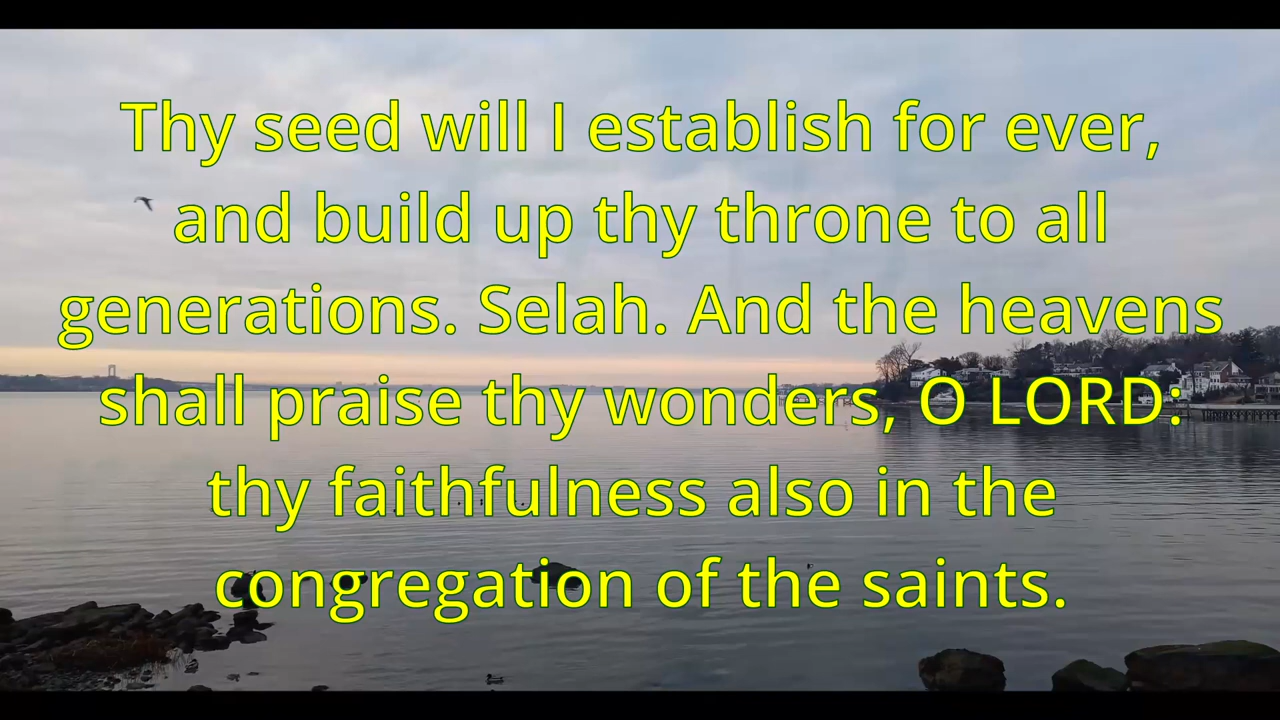 Thy seed will I establish for ever,
and build up thy throne to all
generations. Selah. And the heavens
shall praise thy wonders, O LORD:
thy faithfulness also in the
congregation of the saints.